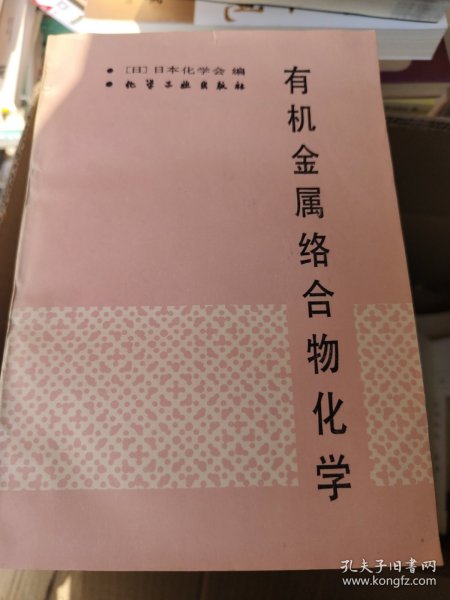 [日] 日本化学会 编
化学工业出版社
有机金属络合物化学
孔夫子旧书网
www.kongfz.com